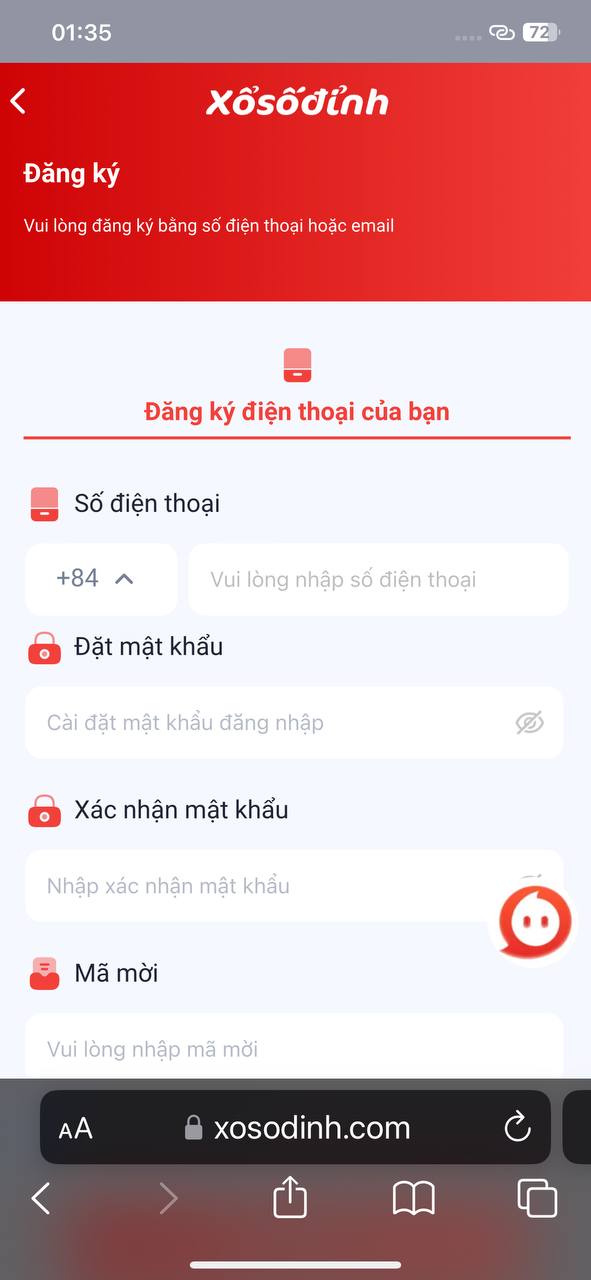 01:35
72
Xổsốđỉnh
Đăng ký
Vui lòng đăng ký bằng số điện thoại hoặc email
Đăng ký điện thoại của bạn
Số điện thoại
+84
Vui lòng nhập số điện thoại
Đặt mật khẩu
Cài đặt mật khẩu đăng nhập
Xác nhận mật khẩu
Nhập xác nhận mật khẩu
Mã mời
Vui lòng nhập mã mời
AA xosodinh.com